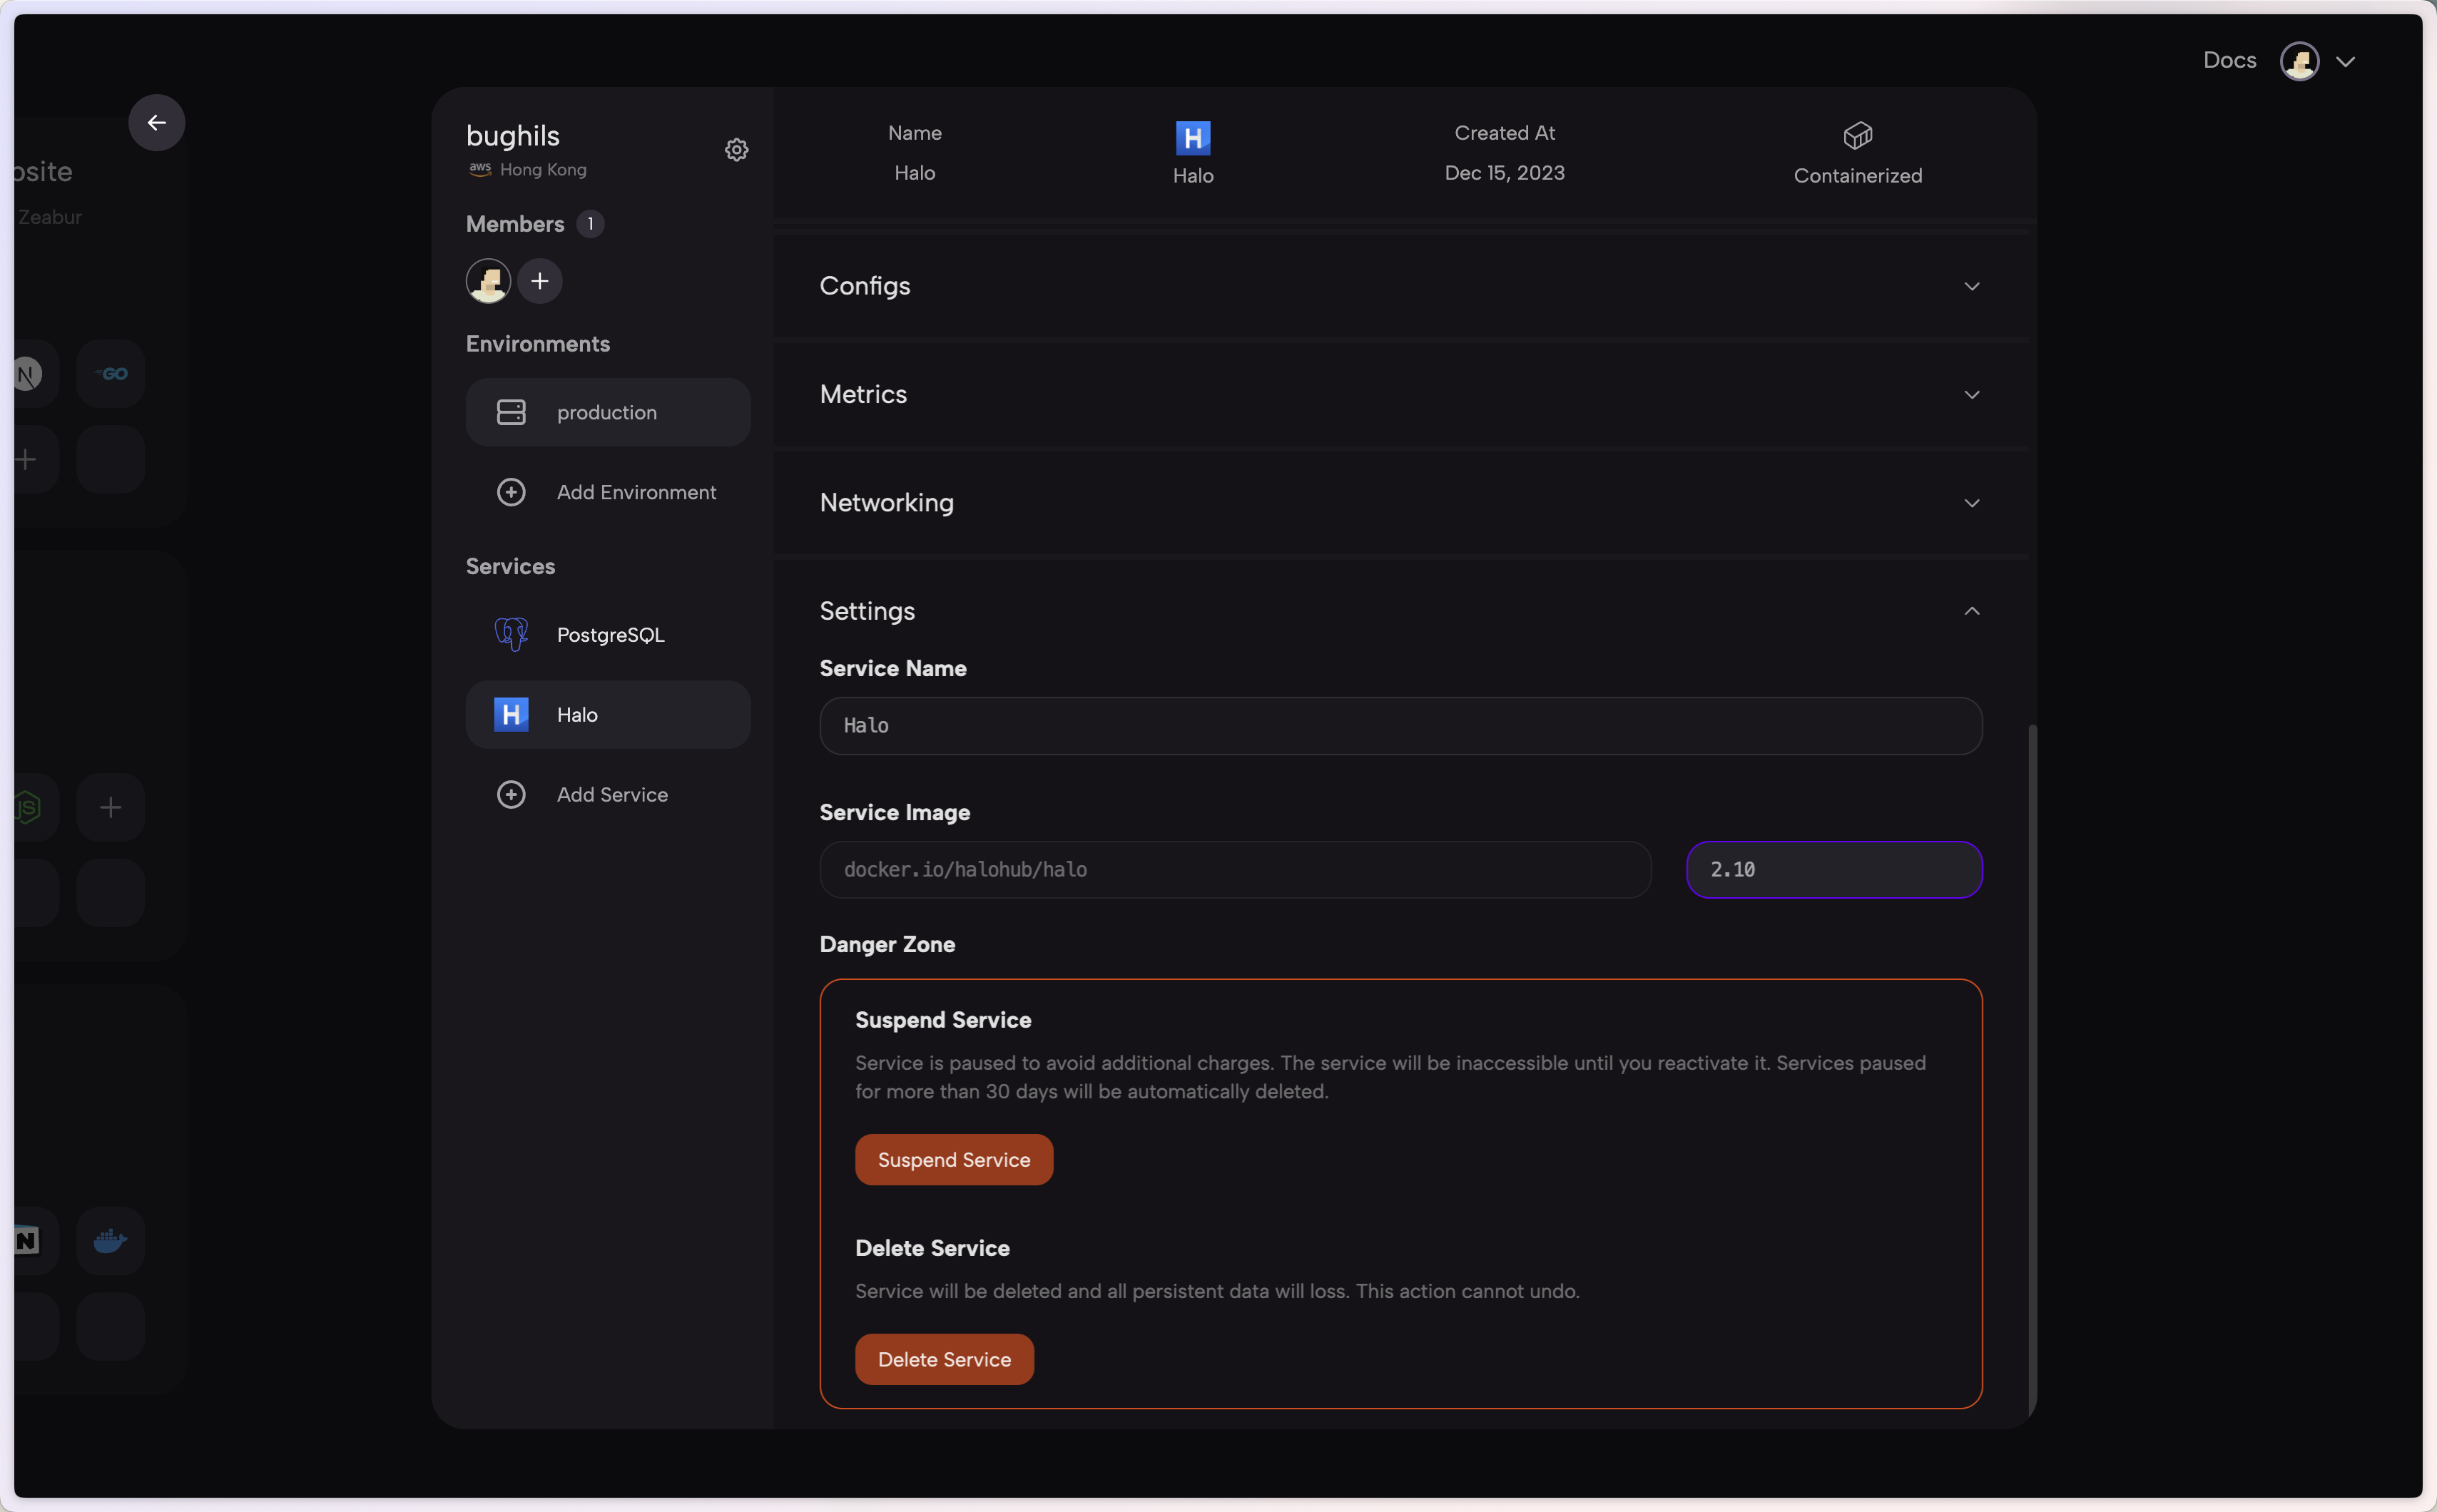 Docs
osite
Zeabur
N
GO
JS
N
bughils
aws Hong Kong
Members 1
Environments
production
Add Environment
Services
PostgreSQL
H Halo
Add Service
Name
Halo
H
Halo
Created At
Dec 15, 2023
Containerized
Configs
Metrics
Networking
Settings
Service Name
Halo
Service Image
docker.io/halohub/halo 2.10
Danger Zone
Suspend Service
Service is paused to avoid additional charges. The service will be inaccessible until you reactivate it. Services paused
for more than 30 days will be automatically deleted.
Suspend Service
Delete Service
Service will be deleted and all persistent data will loss. This action cannot undo.
Delete Service